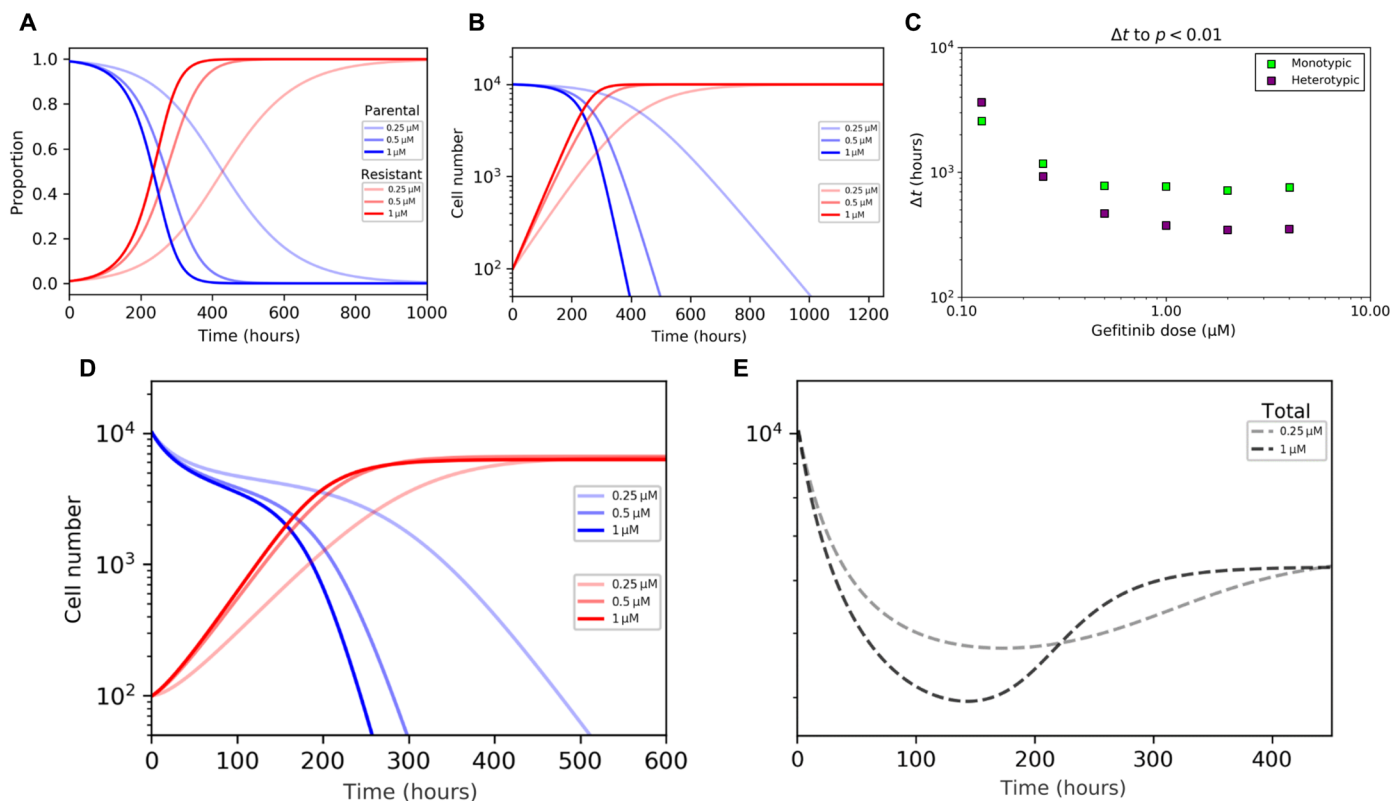 A
1.0
0.8
0.6
0.4
0.2
0.0
Proportion
Parental
0.25 μM
0.5 μM
1 μM
Resistant
0.25 μM
0.5 μM
1 μM
0 200 400 600 800 1000
Time (hours)
B
10⁴
10³
10²
Cell number
0.25 μM
0.5 μM
1 μM
0.25 μM
0.5 μM
1 μM
0 200 400 600 800 1000 1200
Time (hours)
C
Δt to p < 0.01
10⁴
10³
10²
Δt (hours)
Monotypic
Heterotypic
0.10 1.00 10.00
Gefitinib dose (μM)
D
10⁴
10³
10²
Cell number
0.25 μM
0.5 μM
1 μM
0.25 μM
0.5 μM
1 μM
0 100 200 300 400 500 600
Time (hours)
E
10⁴
Total
0.25 μM
1 μM
0 100 200 300 400
Time (hours)